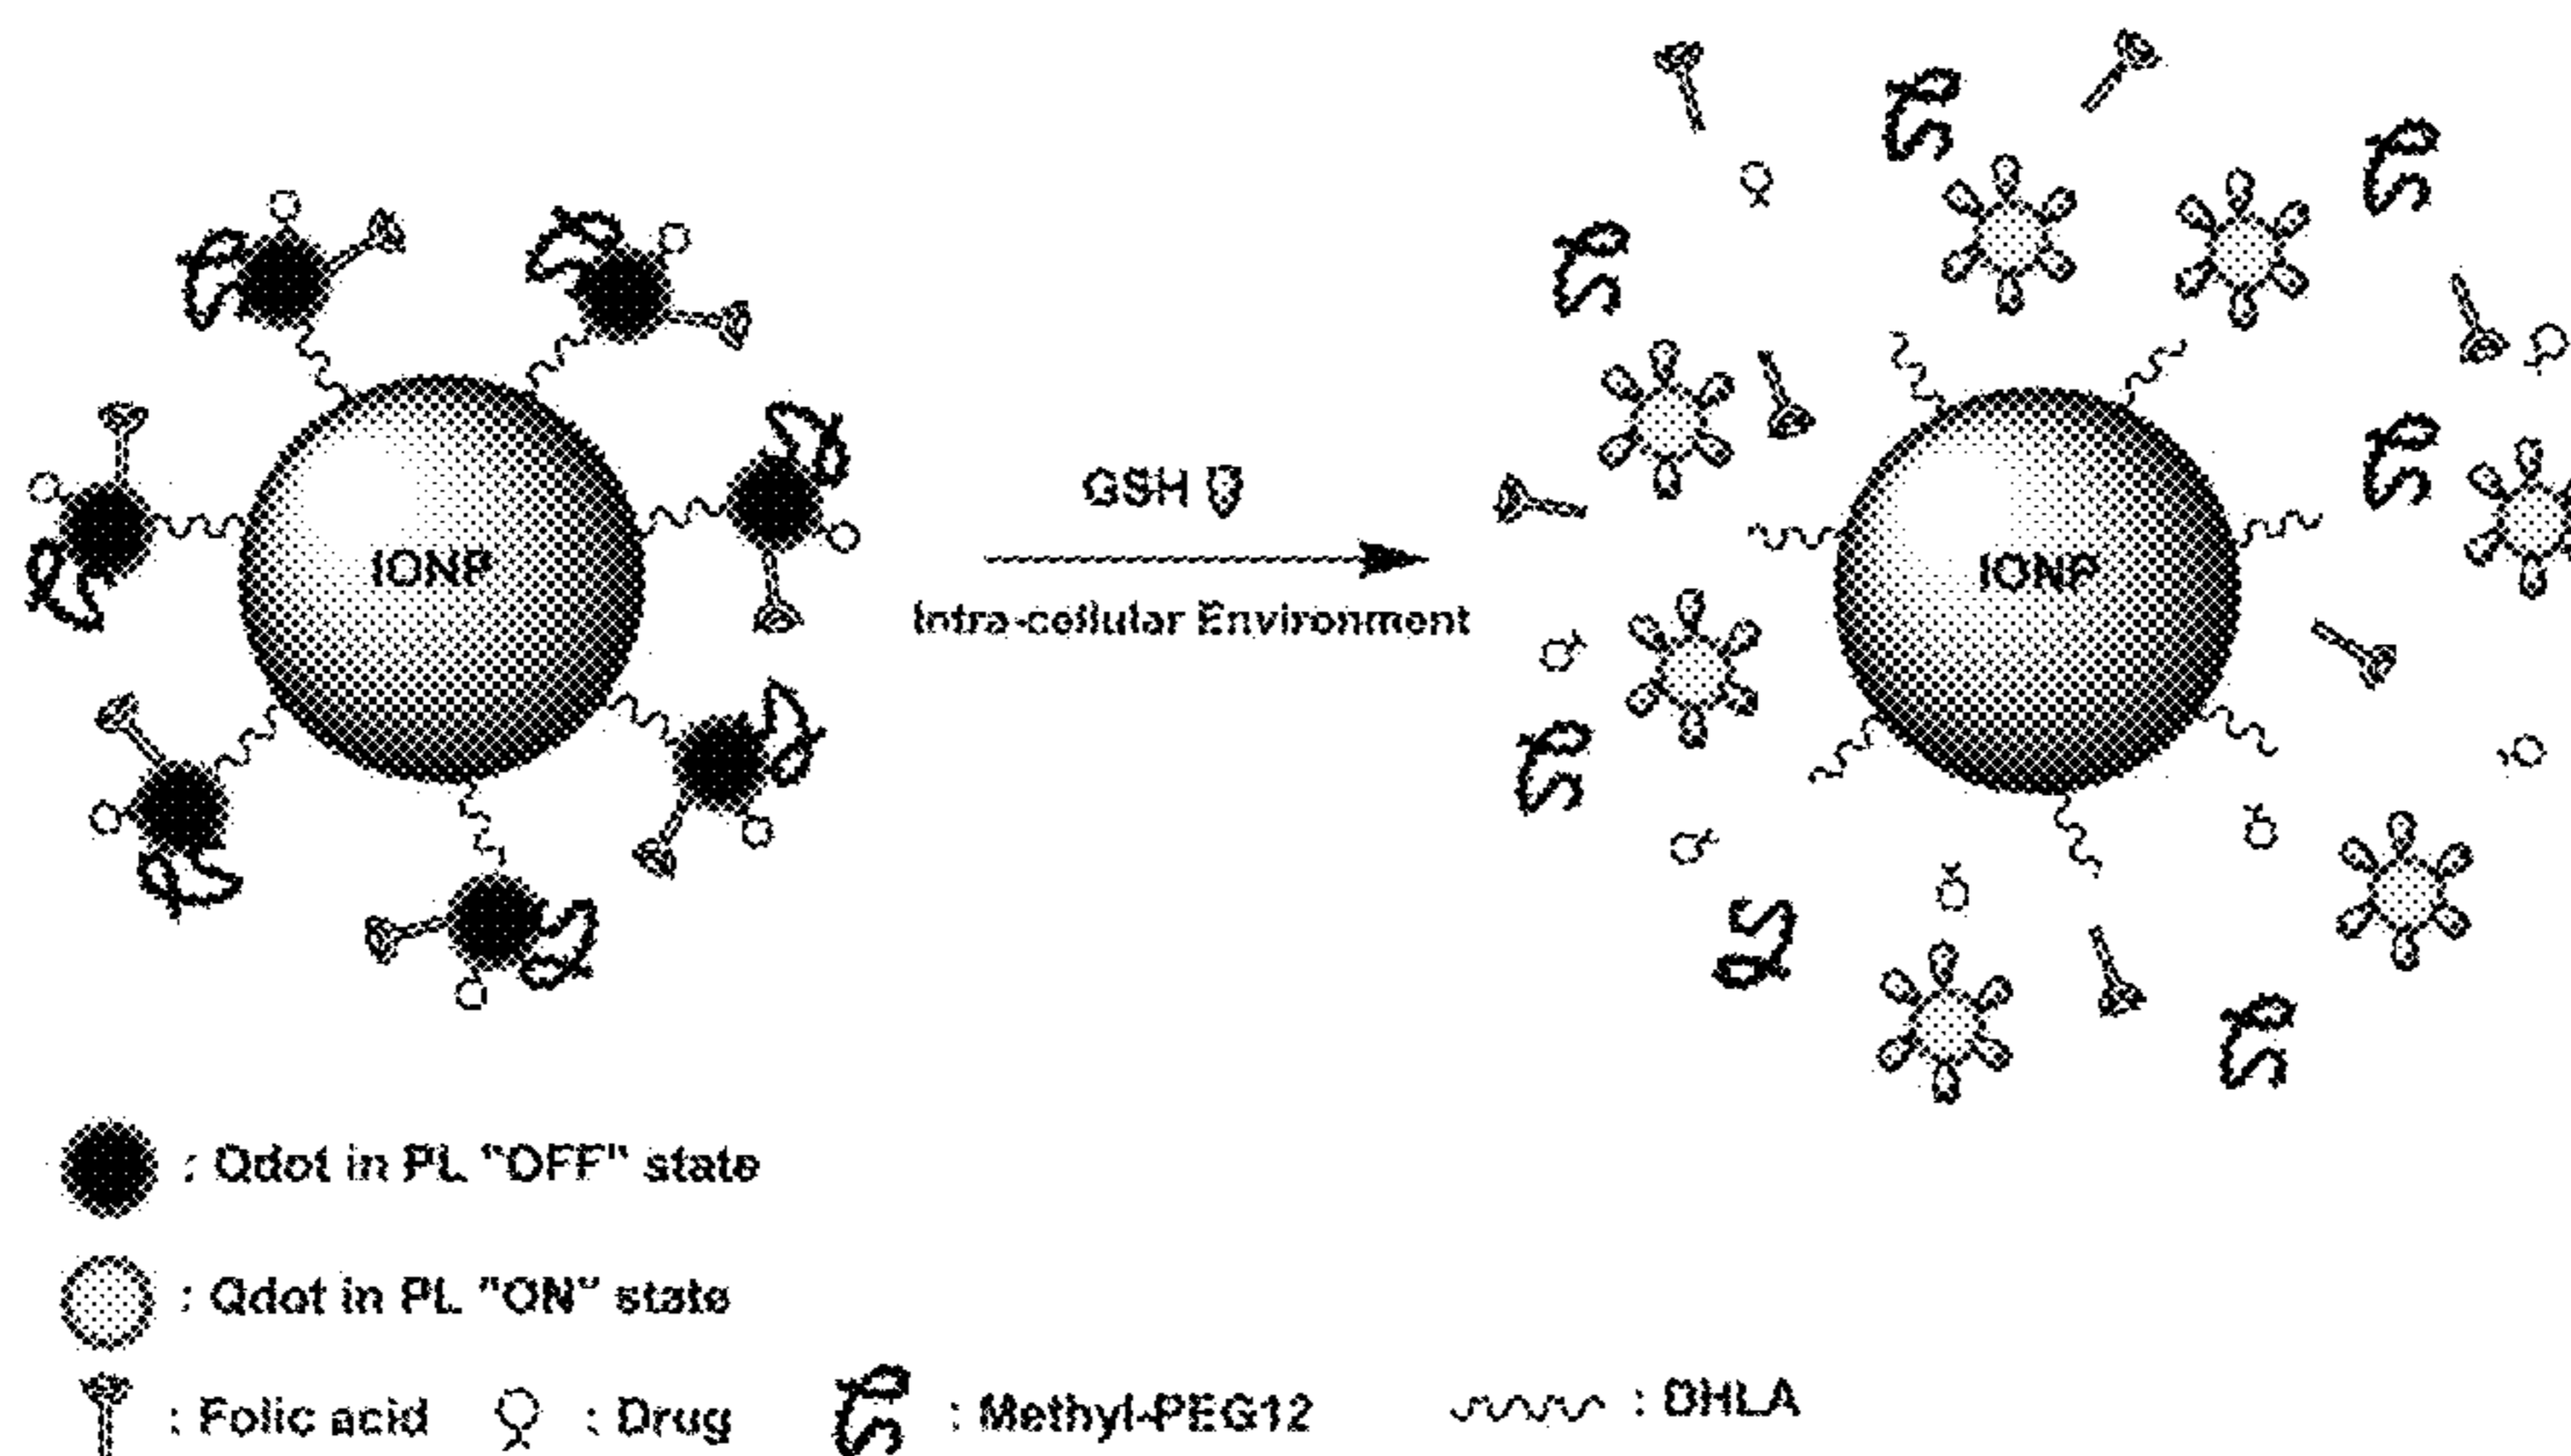 IONP
GSH
Intra-cellular Environment
IONP
: Qdot in PL "OFF" state
: Qdot in PL "ON" state
: Folic acid : Drug : Methyl-PEG12 : DHLA